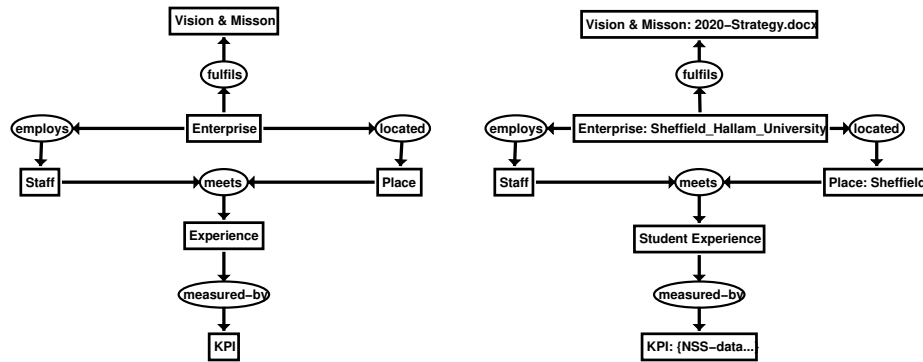 Vision & Misson
fulfils
employs
Enterprise
located
Staff
meets
Place
Experience
measured-by
KPI
Vision & Misson: 2020-Strategy.docx
fulfils
employs
Enterprise: Sheffield_Hallam_University
located
Staff
meets
Place: Sheffield
Student Experience
measured-by
KPI: {NSS-data...}